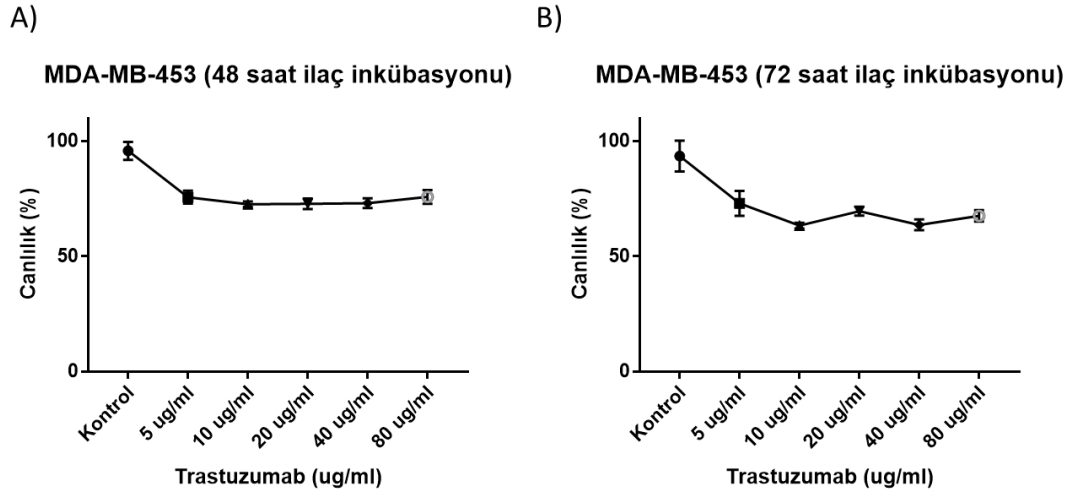 A)
MDA-MB-453 (48 saat ilaç inkübasyonu)
100
50
0
Canlılık (%)
Kontrol
5 ug/ml
10 ug/ml
20 ug/ml
40 ug/ml
80 ug/ml
Trastuzumab (ug/ml)
B)
MDA-MB-453 (72 saat ilaç inkübasyonu)
100
50
0
Canlılık (%)
Kontrol
5 ug/ml
10 ug/ml
20 ug/ml
40 ug/ml
80 ug/ml
Trastuzumab (ug/ml)